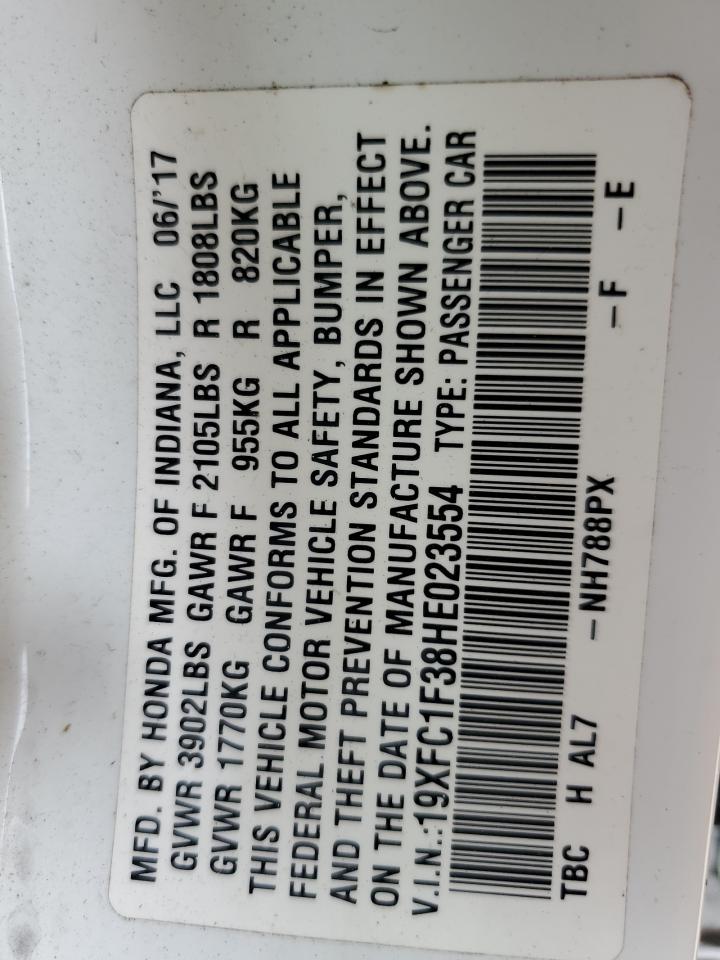 MFD. BY HONDA MFG. OF INDIANA, LLC 06/'17
GVWR 3902LBS GAWR F 2105LBS R 1808LBS
GVWR 1770KG GAWR F 955KG R 820KG
THIS VEHICLE CONFORMS TO ALL APPLICABLE
FEDERAL MOTOR VEHICLE SAFETY, BUMPER,
AND THEFT PREVENTION STANDARDS IN EFFECT
ON THE DATE OF MANUFACTURE SHOWN ABOVE.
V.I.N.:19XFC1F38HE023554 TYPE: PASSENGER CAR
TBC H AL7 –NH788PX –F –E